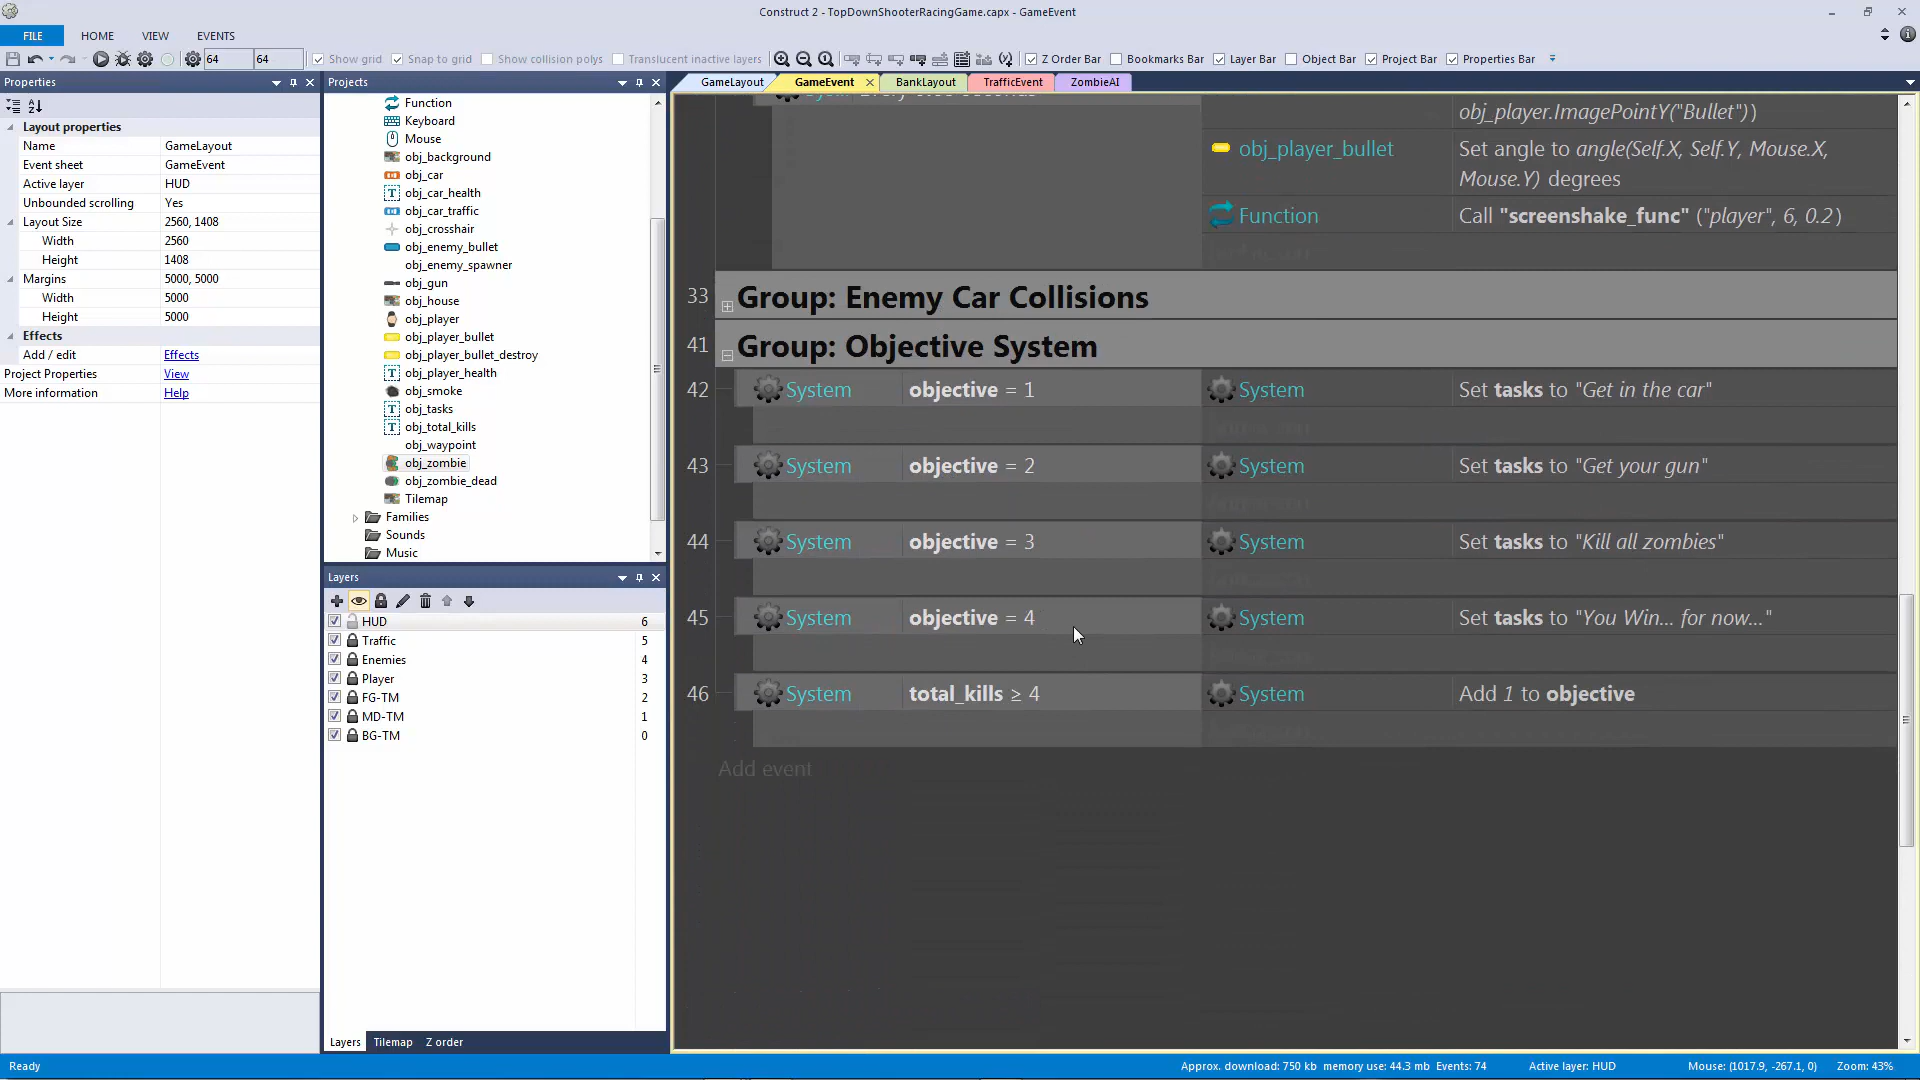 Construct 2 - TopDownShooterRacingGame.capx - GameEvent
FILE HOME VIEW EVENTS
64 64 Show grid Snap to grid Show collision polys Translucent inactive layers Z Order Bar Bookmarks Bar Layer Bar Object Bar Project Bar Properties Bar
Properties
Layout properties
Name GameLayout
Event sheet GameEvent
Active layer HUD
Unbounded scrolling Yes
Layout Size 2560, 1408
Width 2560
Height 1408
Margins 5000, 5000
Width 5000
Height 5000
Effects
Add / edit Effects
Project Properties View
More information Help
Projects
Function
Keyboard
Mouse
obj_background
obj_car
obj_car_health
obj_car_traffic
obj_crosshair
obj_enemy_bullet
obj_enemy_spawner
obj_gun
obj_house
obj_player
obj_player_bullet
obj_player_bullet_destroy
obj_player_health
obj_smoke
obj_tasks
obj_total_kills
obj_waypoint
obj_zombie
obj_zombie_dead
Tilemap
Families
Sounds
Music
Layers
HUD 6
Traffic 5
Enemies 4
Player 3
FG-TM 2
MD-TM 1
BG-TM 0
Layers Tilemap Z order
GameLayout GameEvent BankLayout TrafficEvent ZombieAI
obj_player.ImagePointY("Bullet"))
obj_player_bullet Set angle to angle(Self.X, Self.Y, Mouse.X,
Mouse.Y) degrees
Function Call "screenshake_func" ("player", 6, 0.2)
33 Group: Enemy Car Collisions
41 Group: Objective System
42 System objective = 1 System Set tasks to "Get in the car"
43 System objective = 2 System Set tasks to "Get your gun"
44 System objective = 3 System Set tasks to "Kill all zombies"
45 System objective = 4 System Set tasks to "You Win... for now..."
46 System total_kills ≥ 4 System Add 1 to objective
Add event
Ready Approx. download: 750 kb memory use: 44.3 mb Events: 74 Active layer: HUD Mouse: (1017.9, -267.1, 0) Zoom: 43%